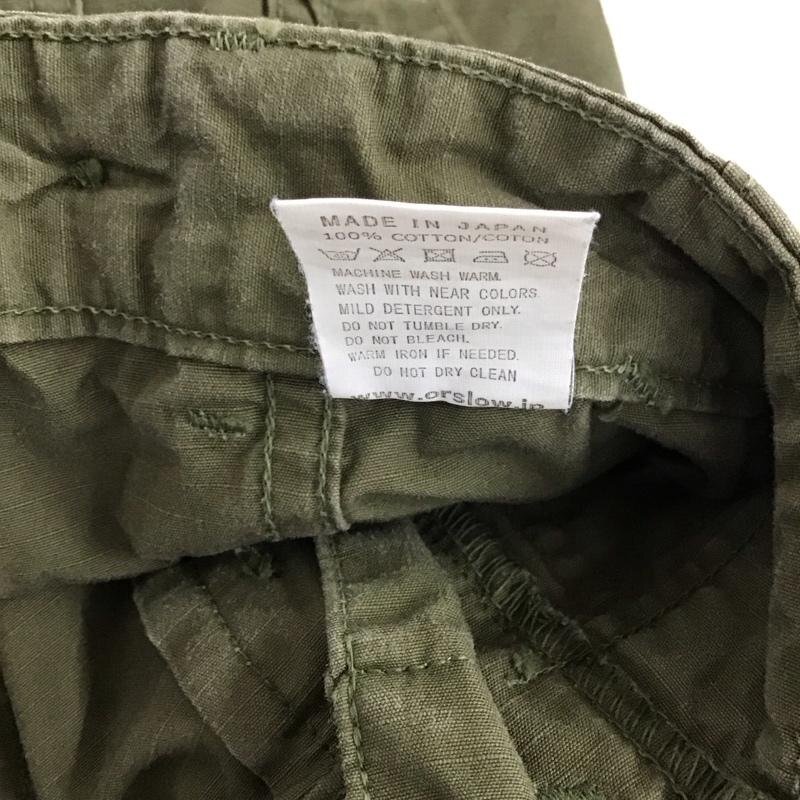 MADE IN JAPAN
100% COTTON/COTON
MACHINE WASH WARM.
WASH WITH NEAR COLORS.
MILD DETERGENT ONLY.
DO NOT TUMBLE DRY.
DO NOT BLEACH.
WARM IRON IF NEEDED.
DO NOT DRY CLEAN
www.orslow.jp